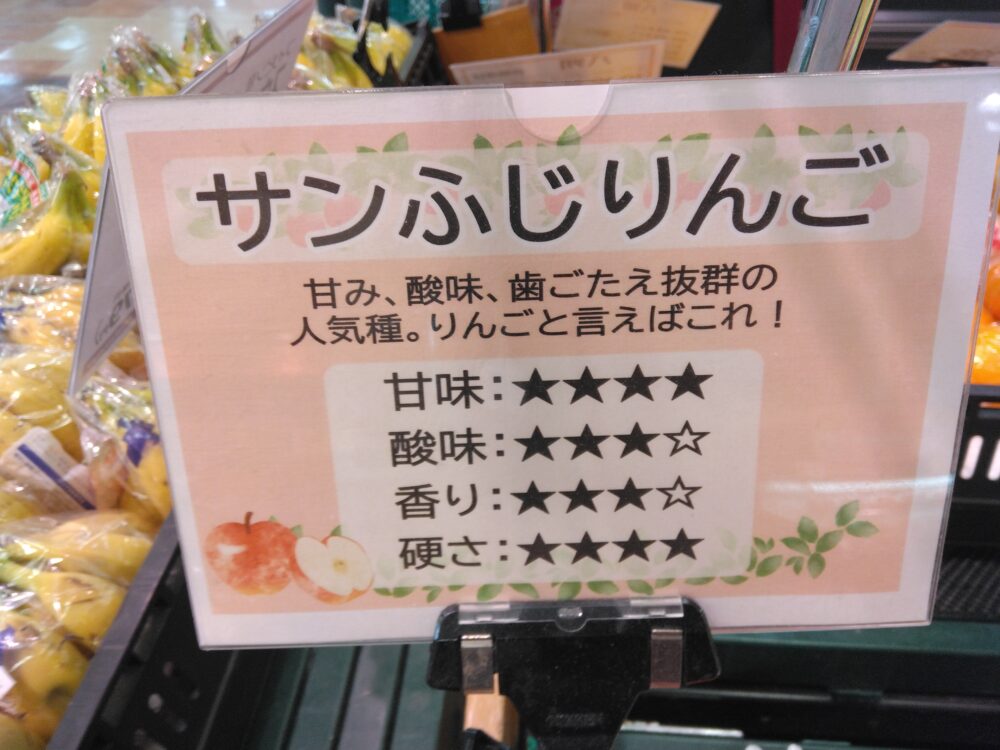 サンふじりんご
甘み、酸味、歯ごたえ抜群の
人気種。りんごと言えばこれ！
甘味：★★★★
酸味：★★★☆
香り：★★★☆
硬さ：★★★★